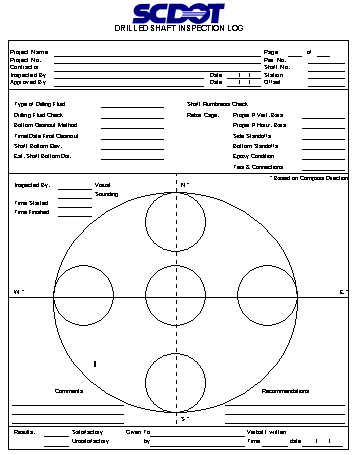 SCDOT
DRILLED SHAFT INSPECTION LOG
Project Name Page of
Project No. Pier No.
Contractor Shaft No.
Inspected By Date / / Station
Approved By Date / / Offset
Type of Drilling Fluid Shaft Plumbness Check
Drilling Fluid Check Rebar Cage: Proper # Vert. Bars
Bottom Cleanout Method Proper # Horiz. Bars
Time/Date Final Cleanout Side Standoffs
Shaft Bottom Elev. Bottom Standoffs
Est. Shaft Bottom Dia. Epoxy Condition
Ties & Connections
* Based on Compass Direction
Inspected By: Visual N *
Sounding
Time Started
Time Finished
W * E *
Comments Recommendations
S *
Results: Satisfactory Given To Verbal / written
Unsatisfactory by Time date / /